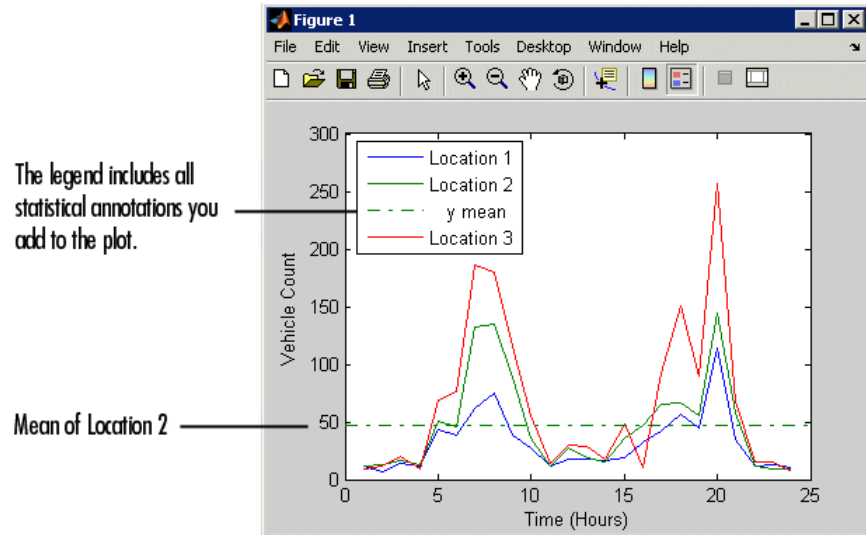 Figure 1
File Edit View Insert Tools Desktop Window Help
The legend includes all
statistical annotations you
add to the plot.
Mean of Location 2
300
250
200
150
100
50
0
Vehicle Count
Location 1
Location 2
y mean
Location 3
0 5 10 15 20 25
Time (Hours)